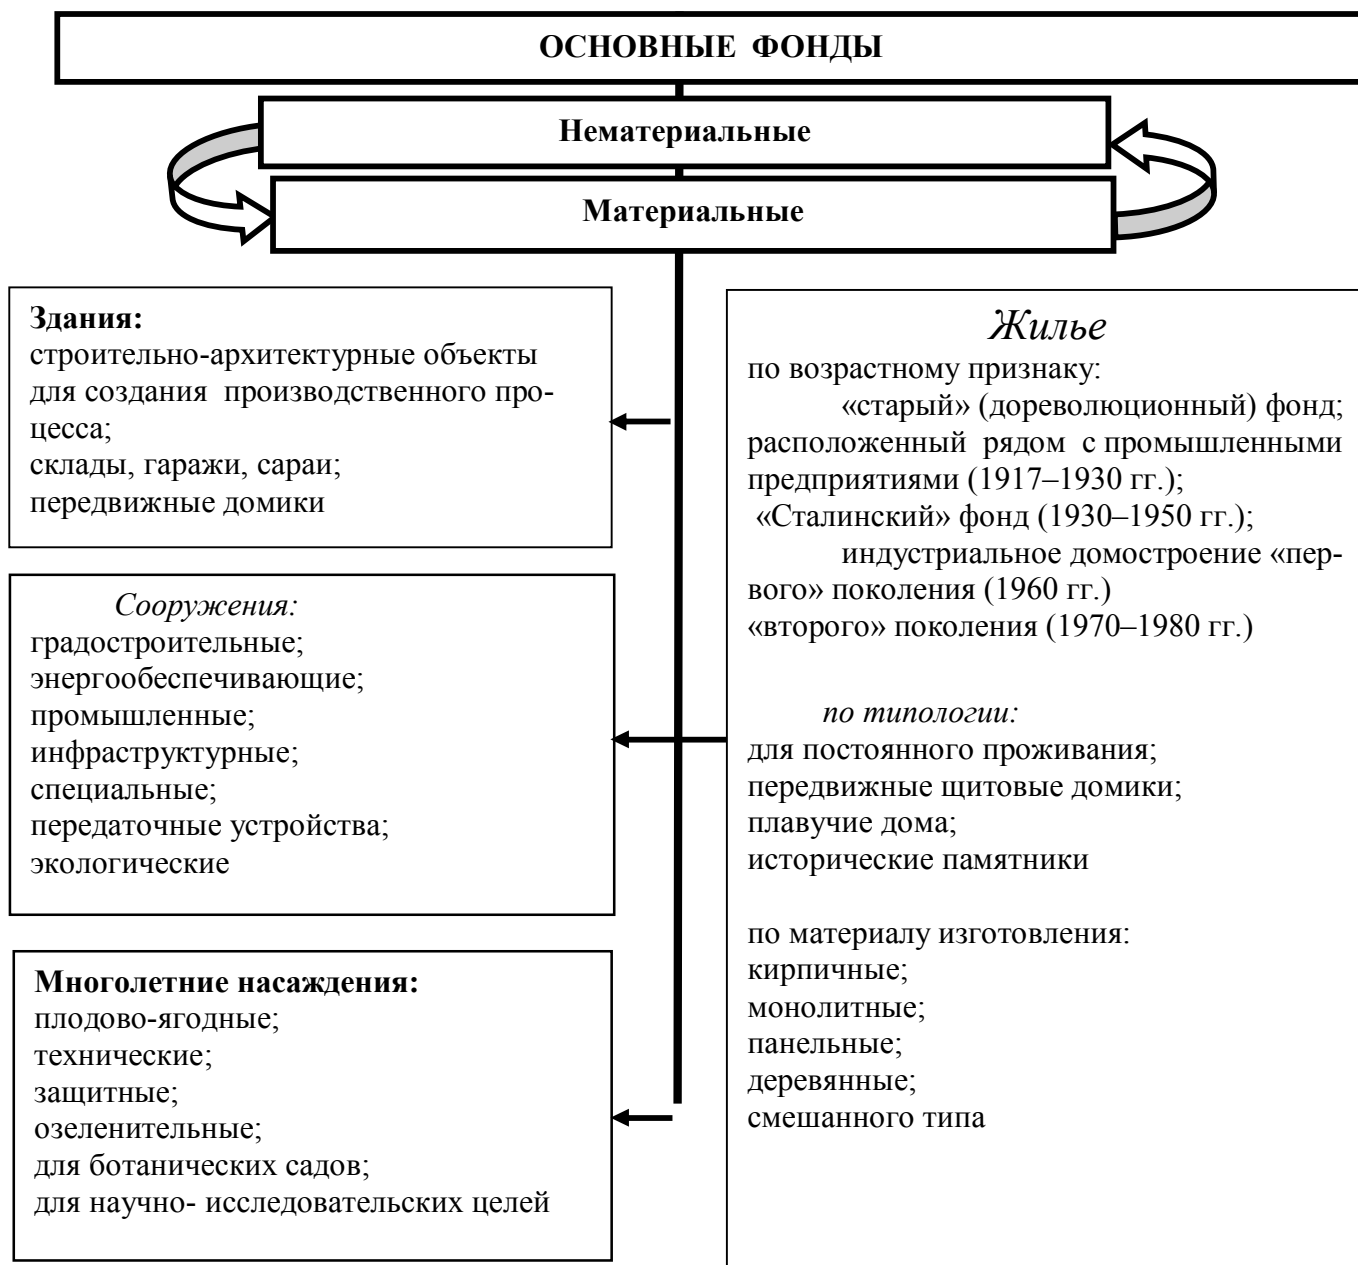 ОСНОВНЫЕ ФОНДЫ
Нематериальные
Материальные
Здания:
строительно-архитектурные объекты
для создания производственного про-
цесса;
склады, гаражи, сараи;
передвижные домики
Сооружения:
градостроительные;
энергообеспечивающие;
промышленные;
инфраструктурные;
специальные;
передаточные устройства;
экологические
Многолетние насаждения:
плодово-ягодные;
технические;
защитные;
озеленительные;
для ботанических садов;
для научно- исследовательских целей
Жилье
по возрастному признаку:
«старый» (дореволюционный) фонд;
расположенный рядом с промышленными
предприятиями (1917–1930 гг.);
«Сталинский» фонд (1930–1950 гг.);
индустриальное домостроение «пер-
вого» поколения (1960 гг.)
«второго» поколения (1970–1980 гг.)
по типологии:
для постоянного проживания;
передвижные щитовые домики;
плавучие дома;
исторические памятники
по материалу изготовления:
кирпичные;
монолитные;
панельные;
деревянные;
смешанного типа